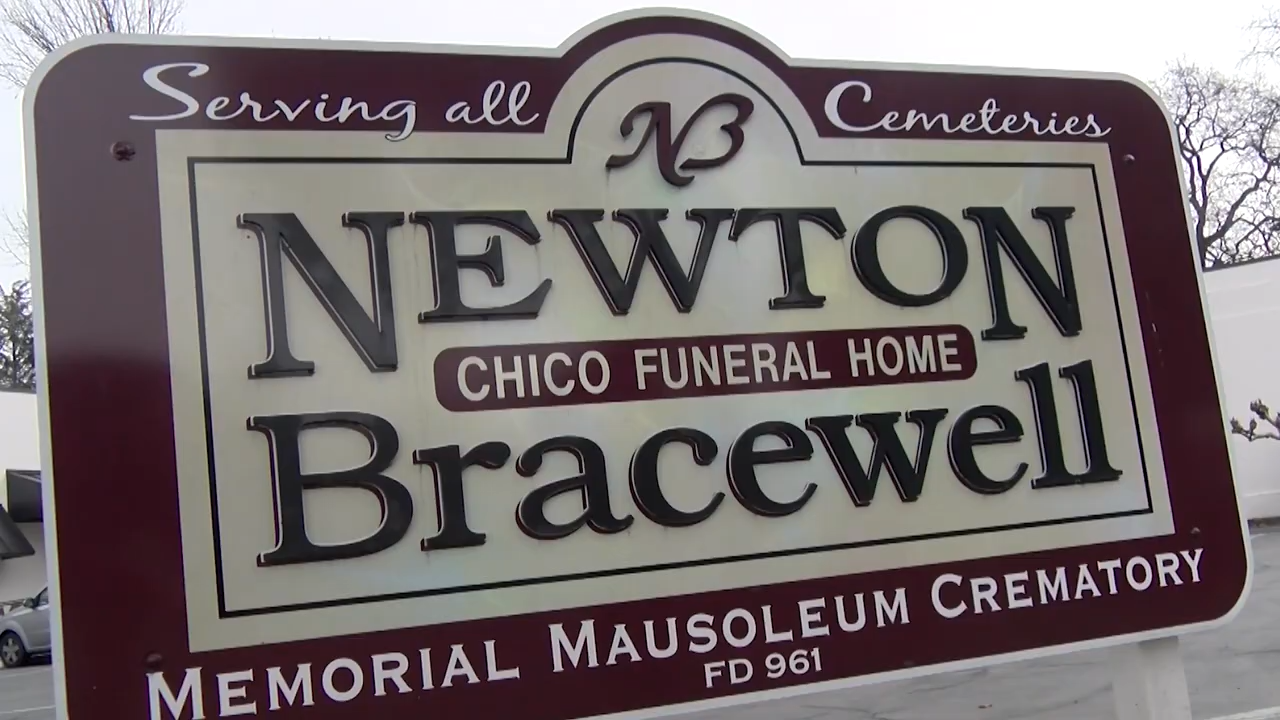 Serving all Cemeteries
NB
NEWTON
CHICO FUNERAL HOME
Bracewell
MEMORIAL MAUSOLEUM CREMATORY
FD 961